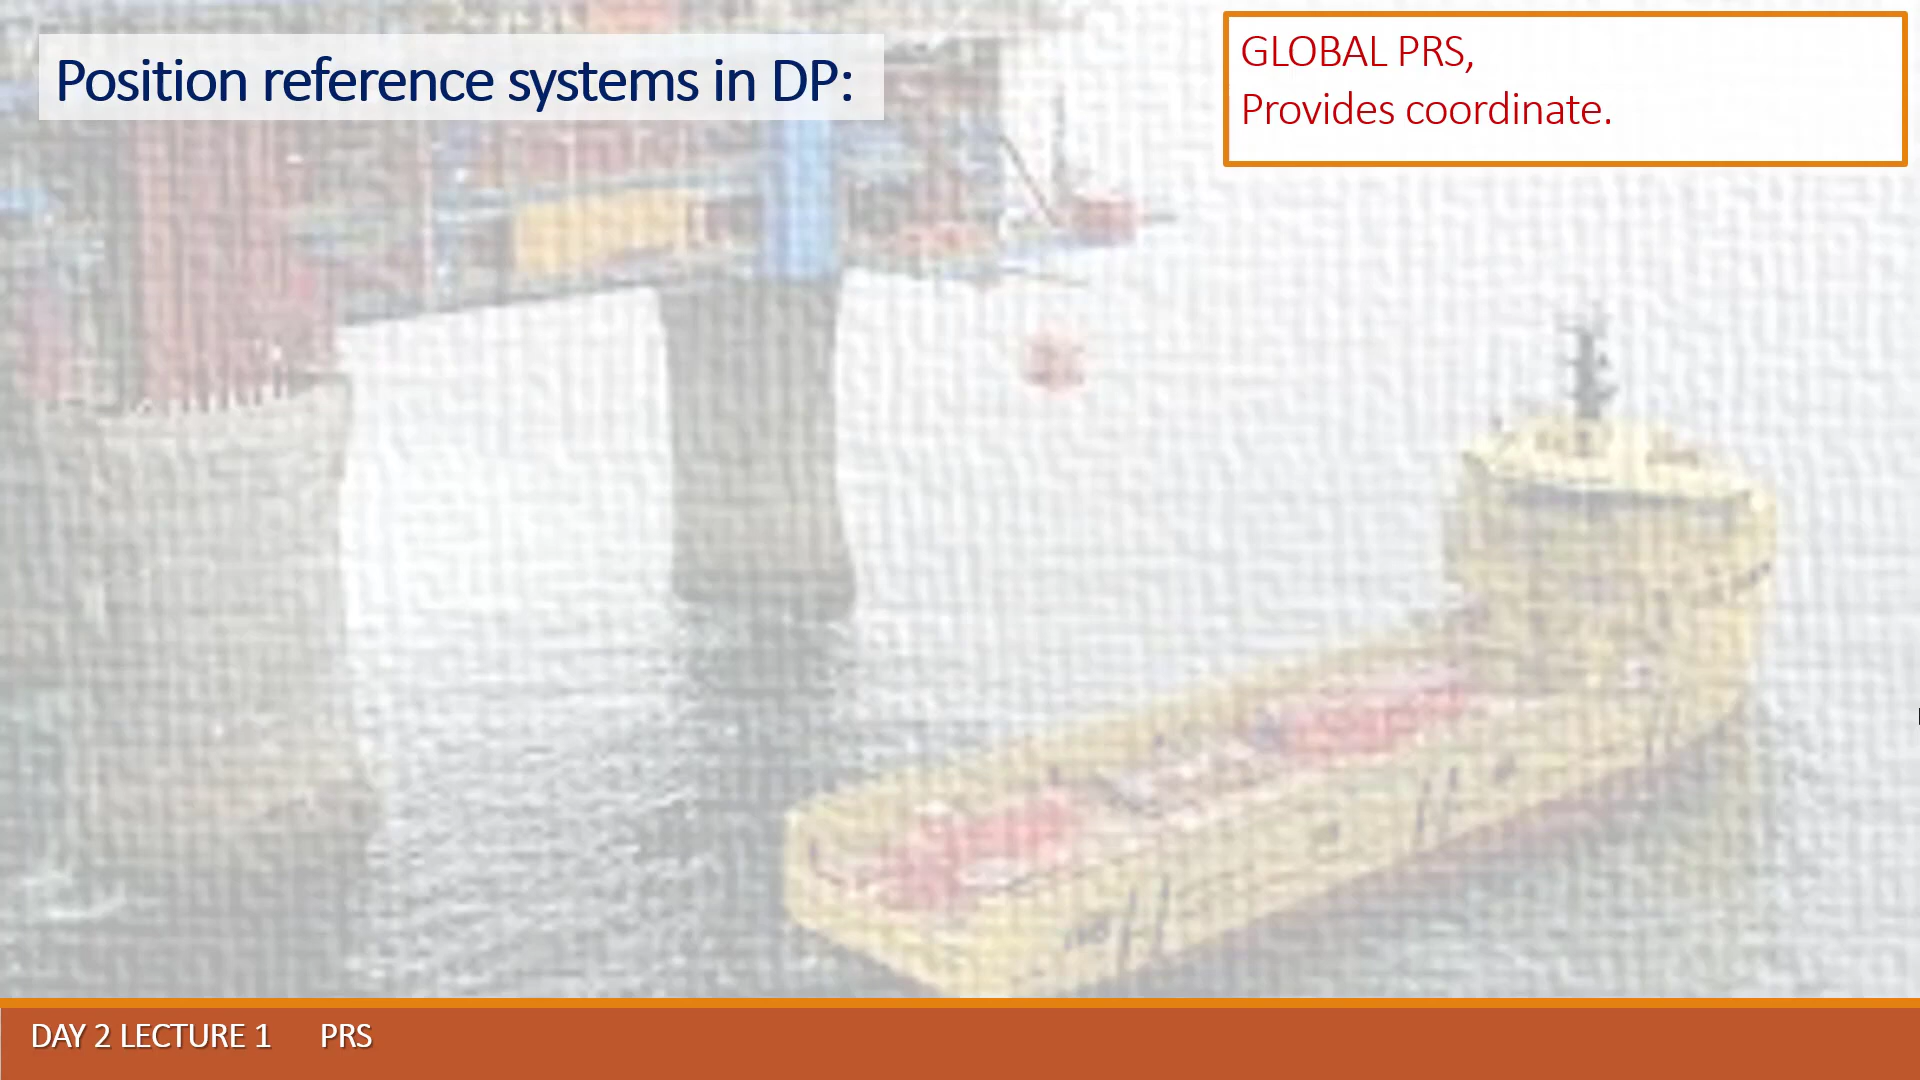 Position reference systems in DP:
GLOBAL PRS,
Provides coordinate.
DAY 2 LECTURE 1 PRS